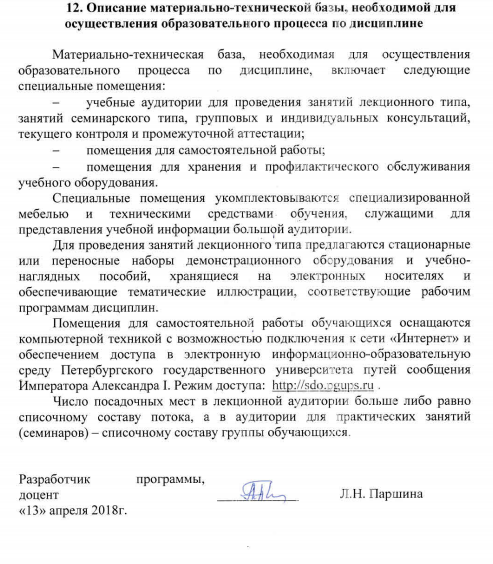 12. Описание материально-технической базы, необходимой для
осуществления образовательного процесса по дисциплине
Материально-техническая база, необходимая для осуществления
образовательного процесса по дисциплине, включает следующие
специальные помещения:
– учебные аудитории для проведения занятий лекционного типа,
занятий семинарского типа, групповых и индивидуальных консультаций,
текущего контроля и промежуточной аттестации;
– помещения для самостоятельной работы;
– помещения для хранения и профилактического обслуживания
учебного оборудования.
Специальные помещения укомплектовываются специализированной
мебелью и техническими средствами обучения, служащими для
представления учебной информации большой аудитории.
Для проведения занятий лекционного типа предлагаются стационарные
или переносные наборы демонстрационного оборудования и учебно-
наглядных пособий, хранящиеся на электронных носителях и
обеспечивающие тематические иллюстрации, соответствующие рабочим
программам дисциплин.
Помещения для самостоятельной работы обучающихся оснащаются
компьютерной техникой с возможностью подключения к сети «Интернет» и
обеспечением доступа в электронную информационно-образовательную
среду Петербургского государственного университета путей сообщения
Императора Александра I. Режим доступа: http://sdo.pgups.ru .
Число посадочных мест в лекционной аудитории больше либо равно
списочному составу потока, а в аудитории для практических занятий
(семинаров) – списочному составу группы обучающихся.
Разработчик программы,
доцент Л.Н. Паршина
«13» апреля 2018г.